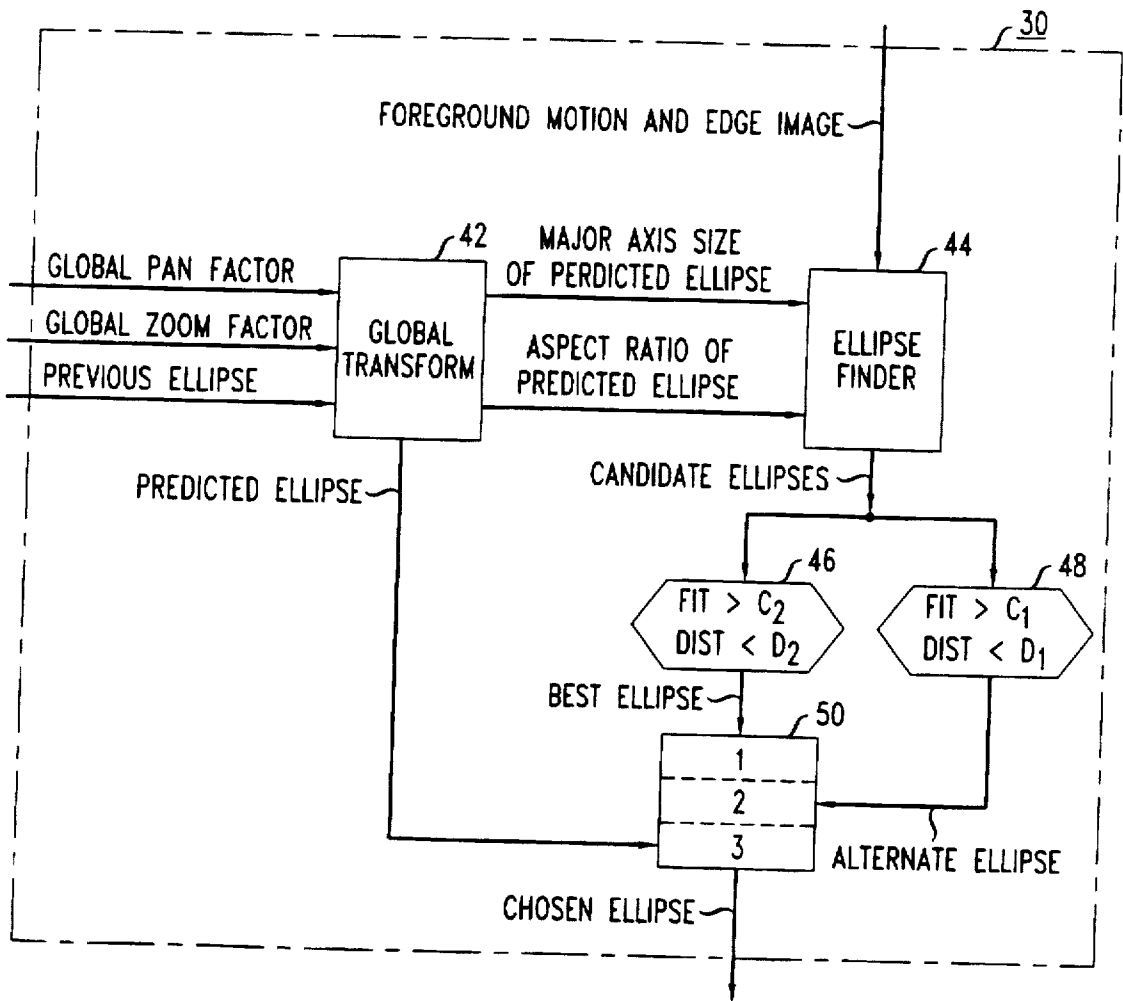 30
FOREGROUND MOTION AND EDGE IMAGE
GLOBAL PAN FACTOR
GLOBAL ZOOM FACTOR
PREVIOUS ELLIPSE
42
GLOBAL
TRANSFORM
MAJOR AXIS SIZE
OF PERDICTED ELLIPSE
ASPECT RATIO OF
PREDICTED ELLIPSE
44
ELLIPSE
FINDER
PREDICTED ELLIPSE
CANDIDATE ELLIPSES
46
FIT > C2
DIST < D2
48
FIT > C1
DIST < D1
BEST ELLIPSE
50
1
2
3
ALTERNATE ELLIPSE
CHOSEN ELLIPSE